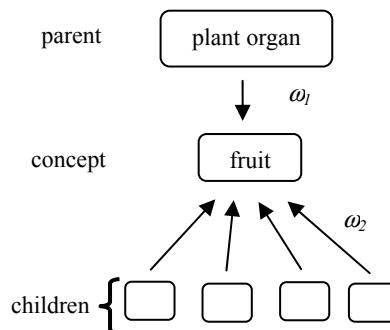 parent
plant organ
ω1
concept
fruit
ω2
children